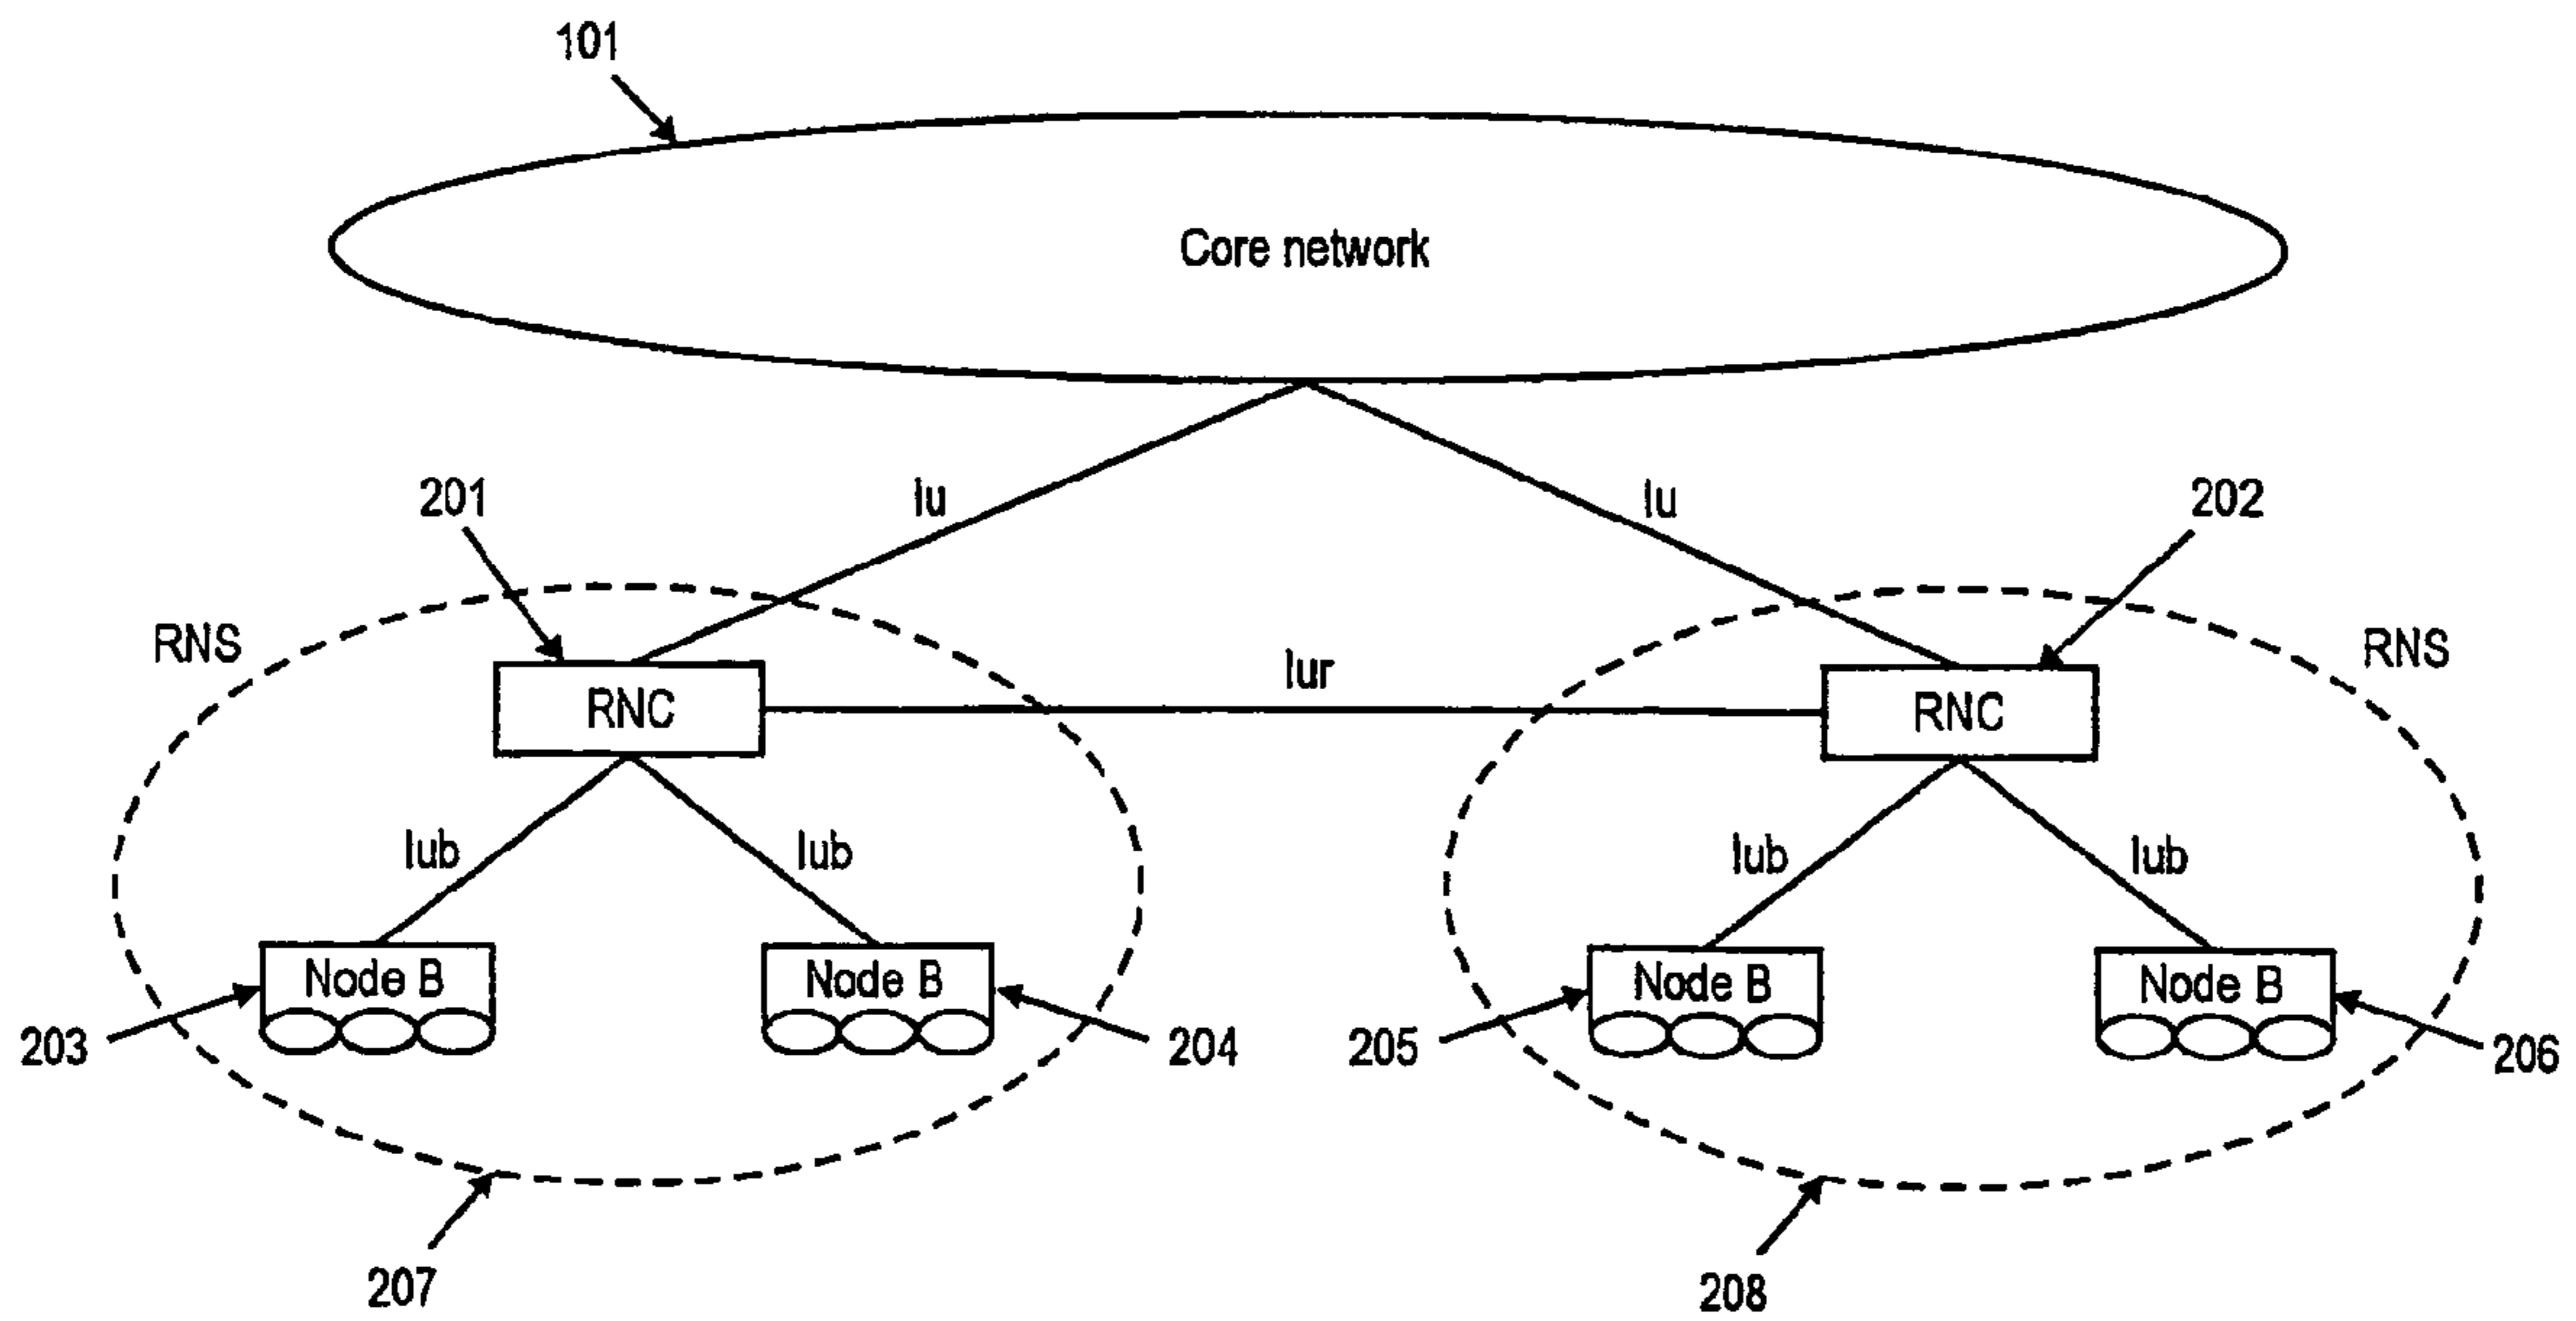 101
Core network
201
Iu
Iu
202
RNS
RNS
RNC
Iur
RNC
Iub
Iub
Iub
Iub
Node B
Node B
Node B
Node B
203
204
205
206
207
208